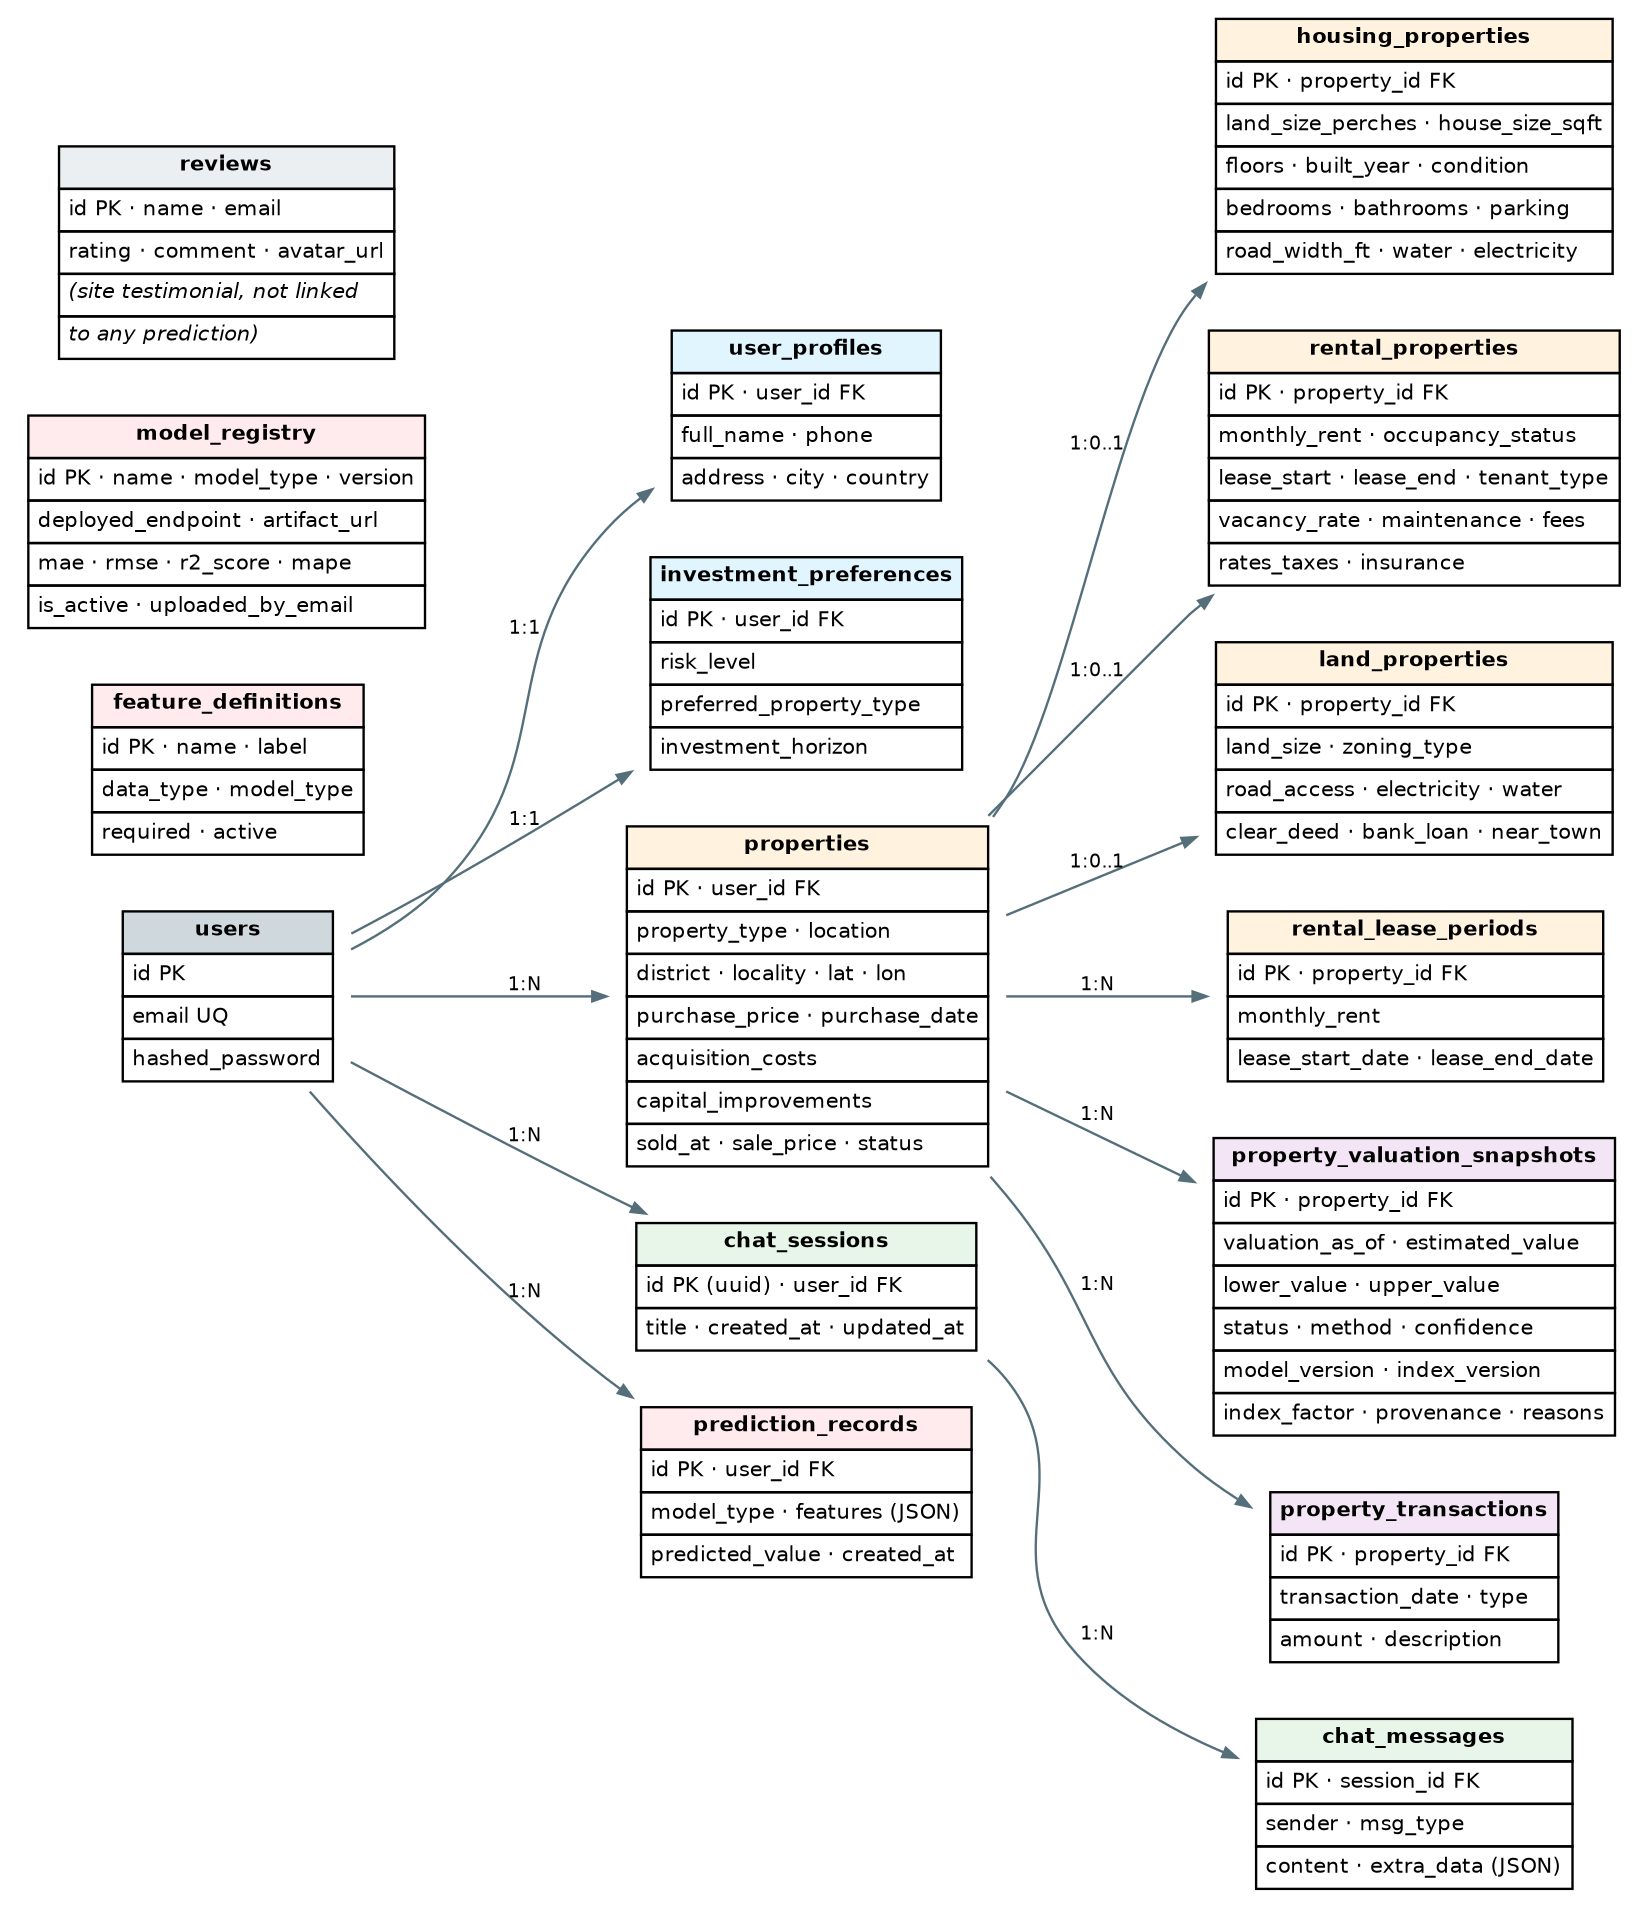 reviews
id PK · name · email
rating · comment · avatar_url
(site testimonial, not linked
to any prediction)
model_registry
id PK · name · model_type · version
deployed_endpoint · artifact_url
mae · rmse · r2_score · mape
is_active · uploaded_by_email
feature_definitions
id PK · name · label
data_type · model_type
required · active
users
id PK
email UQ
hashed_password
1:1
1:1
1:N
1:N
1:N
user_profiles
id PK · user_id FK
full_name · phone
address · city · country
investment_preferences
id PK · user_id FK
risk_level
preferred_property_type
investment_horizon
properties
id PK · user_id FK
property_type · location
district · locality · lat · lon
purchase_price · purchase_date
acquisition_costs
capital_improvements
sold_at · sale_price · status
chat_sessions
id PK (uuid) · user_id FK
title · created_at · updated_at
prediction_records
id PK · user_id FK
model_type · features (JSON)
predicted_value · created_at
1:0..1
1:0..1
1:0..1
1:N
1:N
1:N
1:N
housing_properties
id PK · property_id FK
land_size_perches · house_size_sqft
floors · built_year · condition
bedrooms · bathrooms · parking
road_width_ft · water · electricity
rental_properties
id PK · property_id FK
monthly_rent · occupancy_status
lease_start · lease_end · tenant_type
vacancy_rate · maintenance · fees
rates_taxes · insurance
land_properties
id PK · property_id FK
land_size · zoning_type
road_access · electricity · water
clear_deed · bank_loan · near_town
rental_lease_periods
id PK · property_id FK
monthly_rent
lease_start_date · lease_end_date
property_valuation_snapshots
id PK · property_id FK
valuation_as_of · estimated_value
lower_value · upper_value
status · method · confidence
model_version · index_version
index_factor · provenance · reasons
property_transactions
id PK · property_id FK
transaction_date · type
amount · description
chat_messages
id PK · session_id FK
sender · msg_type
content · extra_data (JSON)